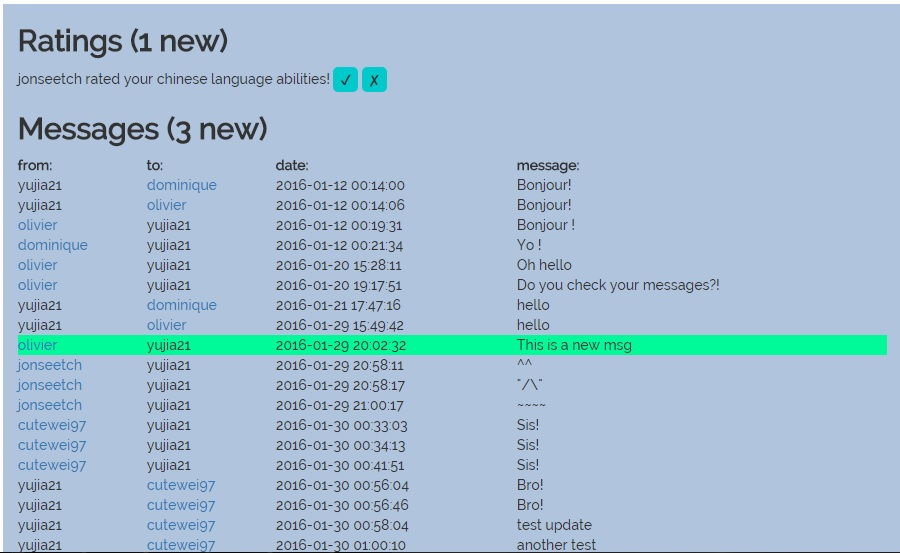 Ratings (1 new)
jonseetch rated your chinese language abilities! ✓ ✗
Messages (3 new)
from: to: date: message:
yujia21 dominique 2016-01-12 00:14:00 Bonjour!
yujia21 olivier 2016-01-12 00:14:06 Bonjour!
olivier yujia21 2016-01-12 00:19:31 Bonjour !
dominique yujia21 2016-01-12 00:21:34 Yo !
olivier yujia21 2016-01-20 15:28:11 Oh hello
olivier yujia21 2016-01-20 19:17:51 Do you check your messages?!
yujia21 dominique 2016-01-21 17:47:16 hello
yujia21 olivier 2016-01-29 15:49:42 hello
olivier yujia21 2016-01-29 20:02:32 This is a new msg
jonseetch yujia21 2016-01-29 20:58:11 ^^
jonseetch yujia21 2016-01-29 20:58:17 "/\"
jonseetch yujia21 2016-01-29 21:00:17 ~~~~
cutewei97 yujia21 2016-01-30 00:33:03 Sis!
cutewei97 yujia21 2016-01-30 00:34:13 Sis!
cutewei97 yujia21 2016-01-30 00:41:51 Sis!
yujia21 cutewei97 2016-01-30 00:56:04 Bro!
yujia21 cutewei97 2016-01-30 00:56:46 Bro!
yujia21 cutewei97 2016-01-30 00:58:04 test update
yujia21 cutewei97 2016-01-30 01:00:10 another test